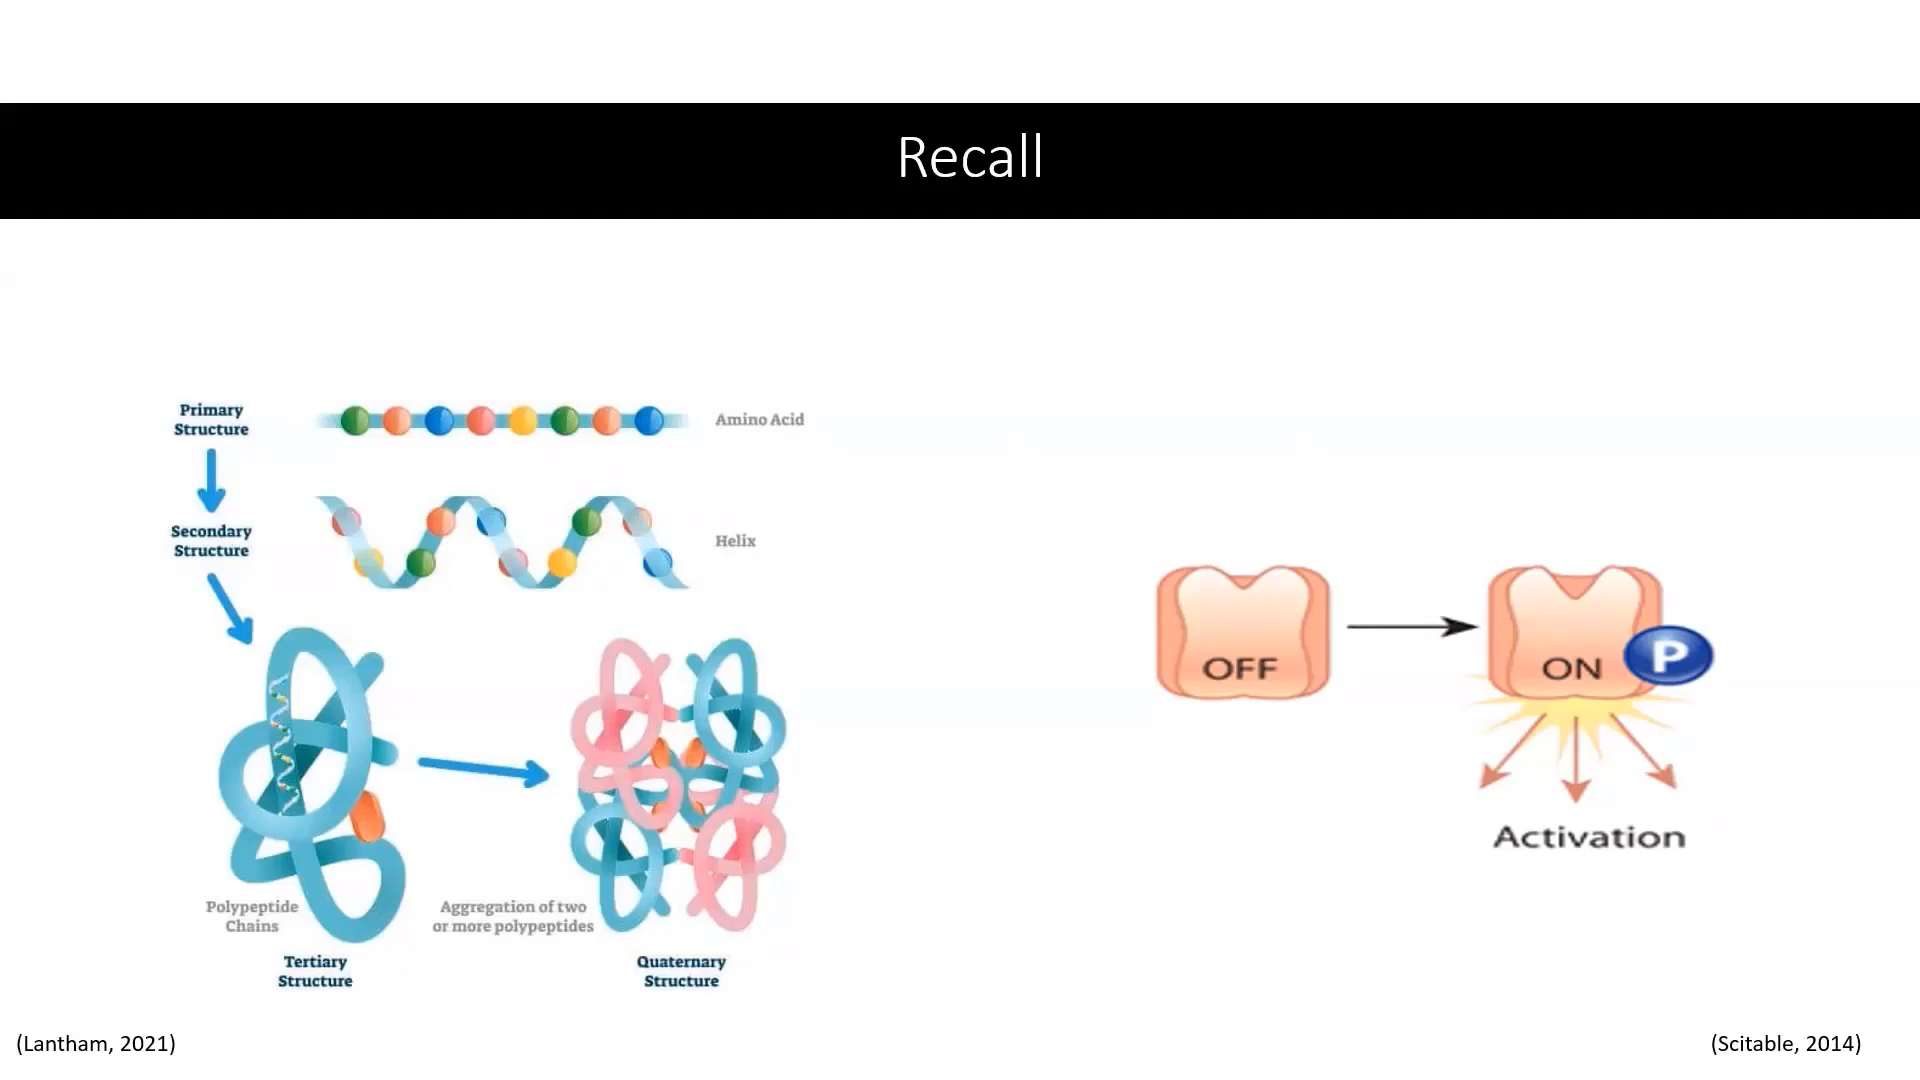 Recall
Primary
Structure
Amino Acid
Secondary
Structure
Helix
Polypeptide
Chains
Tertiary
Structure
Aggregation of two
or more polypeptides
Quaternary
Structure
OFF
ON
P
Activation
(Lantham, 2021)
(Scitable, 2014)